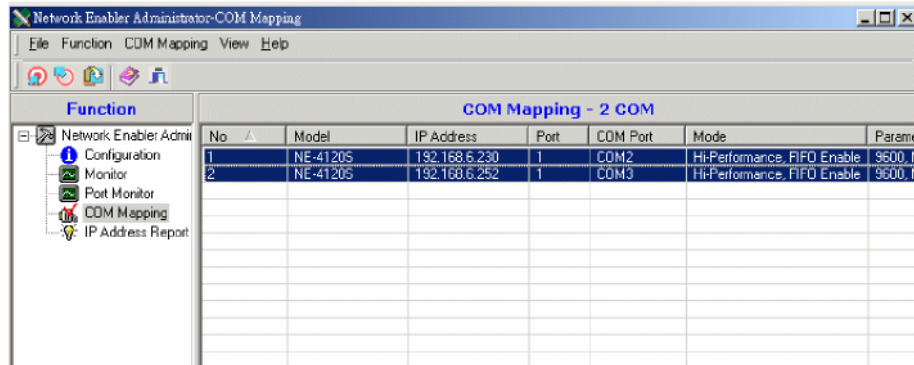 Network Enabler Administrator-COM Mapping
File Function COM Mapping View Help
Function
COM Mapping - 2 COM
Network Enabler Admi
Configuration
Monitor
Port Monitor
COM Mapping
IP Address Report
No Model IP Address Port COM Port Mode Parame
1 NE-4120S 192.168.6.230 1 COM2 Hi-Performance, FIFO Enable 9600,
2 NE-4120S 192.168.6.252 1 COM3 Hi-Performance, FIFO Enable 9600,